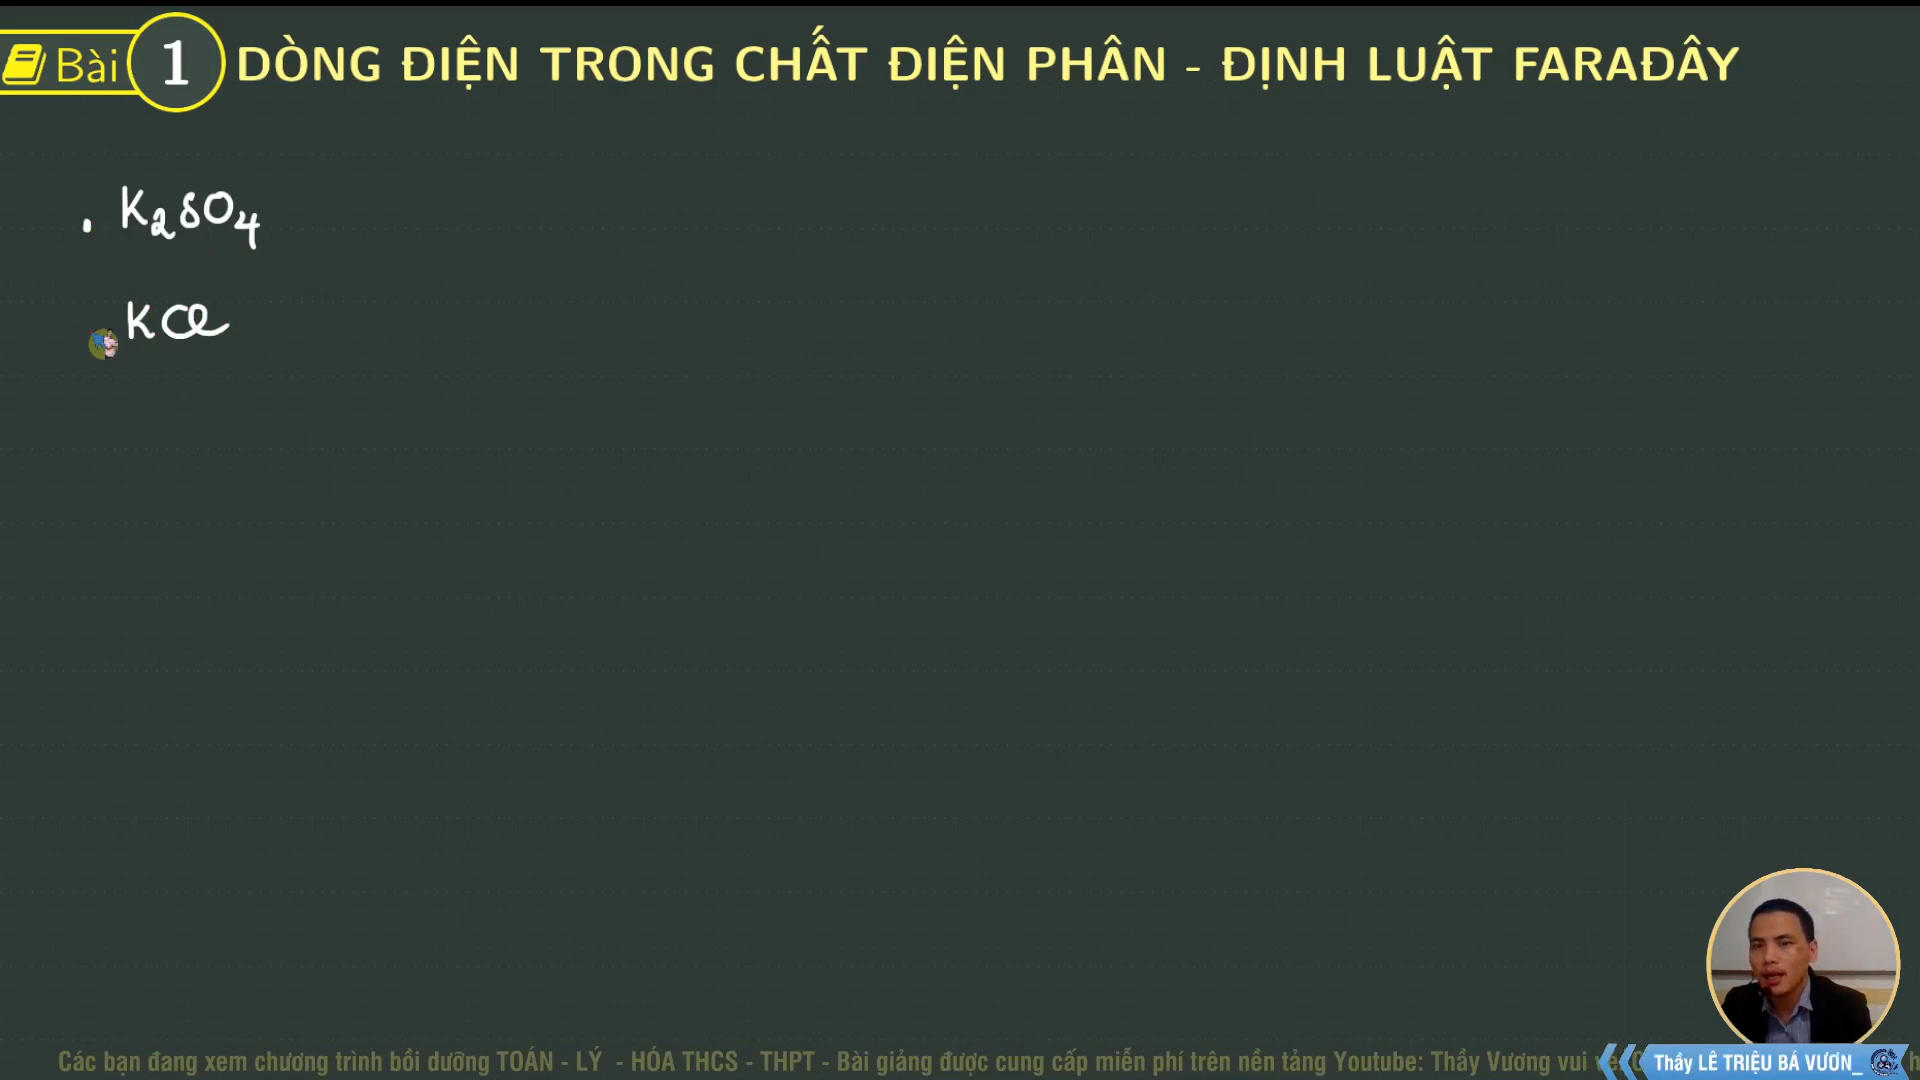 Bài 1 DÒNG ĐIỆN TRONG CHẤT ĐIỆN PHÂN - ĐỊNH LUẬT FARAĐÂY
. K₂SO₄
KCl
Các bạn đang xem chương trình bồi dưỡng TOÁN - LÝ - HÓA THCS - THPT - Bài giảng được cung cấp miễn phí trên nền tảng Youtube: Thầy Vương vui
Thầy LÊ TRIỆU BÁ VƯƠN_